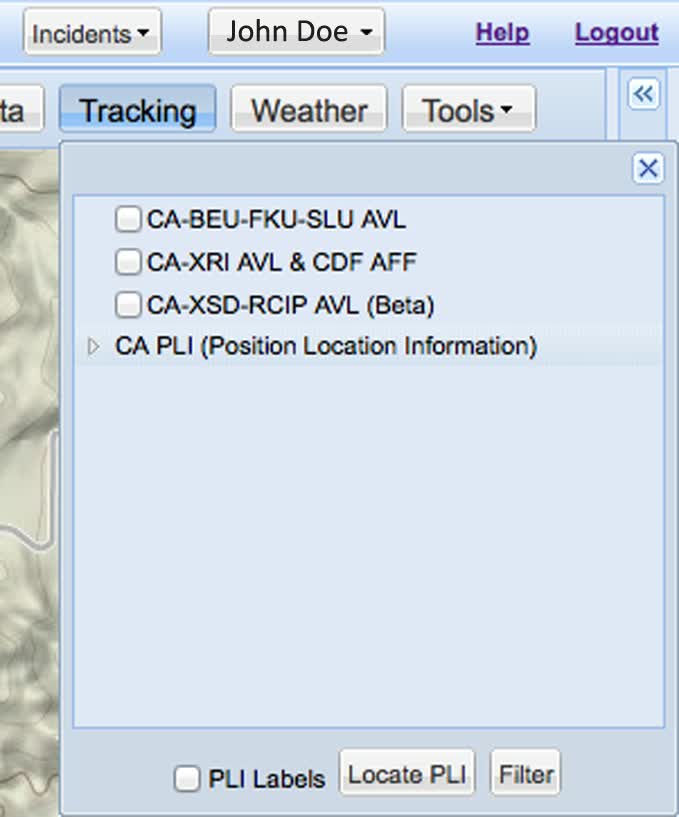 Incidents John Doe Help Logout
ta Tracking Weather Tools
CA-BEU-FKU-SLU AVL
CA-XRI AVL & CDF AFF
CA-XSD-RCIP AVL (Beta)
CA PLI (Position Location Information)
PLI Labels Locate PLI Filter